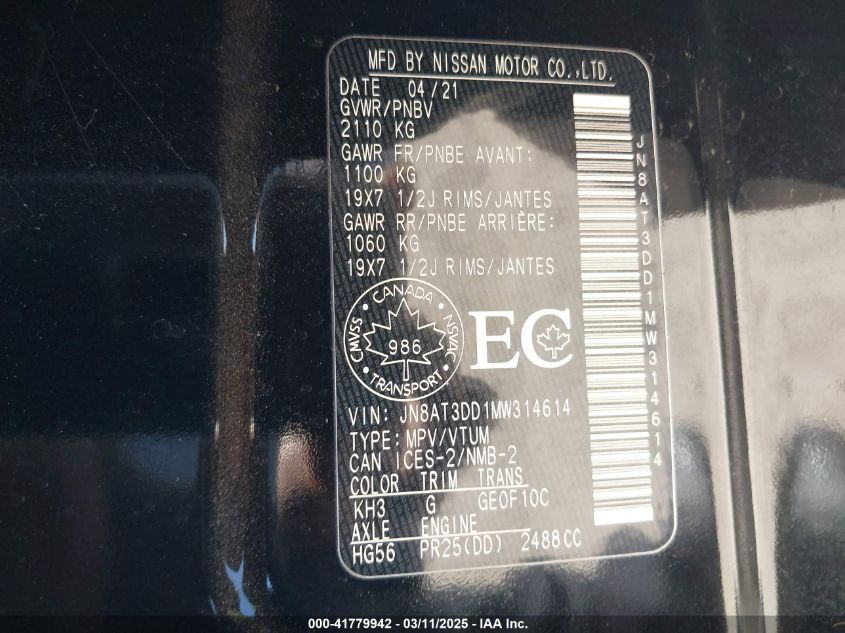 MFD BY NISSAN MOTOR CO.,LTD.
DATE 04/21
GVWR/PNBV
2110 KG
GAWR FR/PNBE AVANT:
1100 KG
19X7 1/2J RIMS/JANTES
GAWR RR/PNBE ARRIÈRE:
1060 KG
19X7 1/2J RIMS/JANTES
CANADA
CMVSS
NSVAC
986
TRANSPORT
EC
VIN: JN8AT3DD1MW314614
TYPE:MPV/VTUM
CAN ICES-2/NMB-2
COLOR TRIM TRANS
KH3 G GE0F10C
AXLE ENGINE
HG56 PR25(DD) 2488CC
JN8AT3DD1MW314614
000-41779942 - 03/11/2025 - IAA Inc.